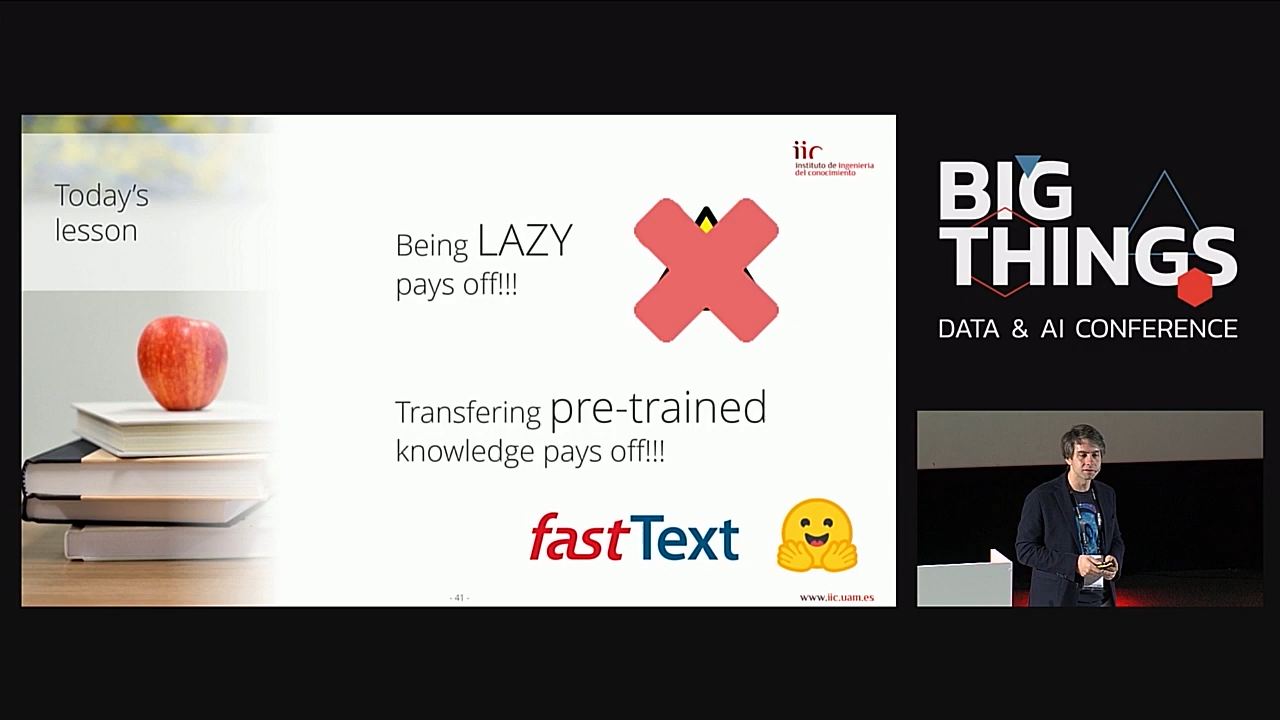 Today's
lesson
iic
instituto de ingeniería
del conocimiento
Being LAZY
pays off!!!
Transfering pre-trained
knowledge pays off!!!
fastText
- 41 -
www.iic.uam.es
BIG
THINGS
DATA & AI CONFERENCE